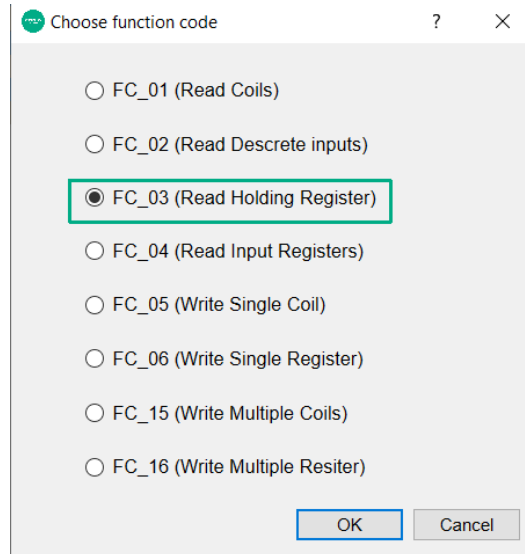 Choose function code ?
FC_01 (Read Coils)
FC_02 (Read Descrete inputs)
FC_03 (Read Holding Register)
FC_04 (Read Input Registers)
FC_05 (Write Single Coil)
FC_06 (Write Single Register)
FC_15 (Write Multiple Coils)
FC_16 (Write Multiple Resiter)
OK Cancel